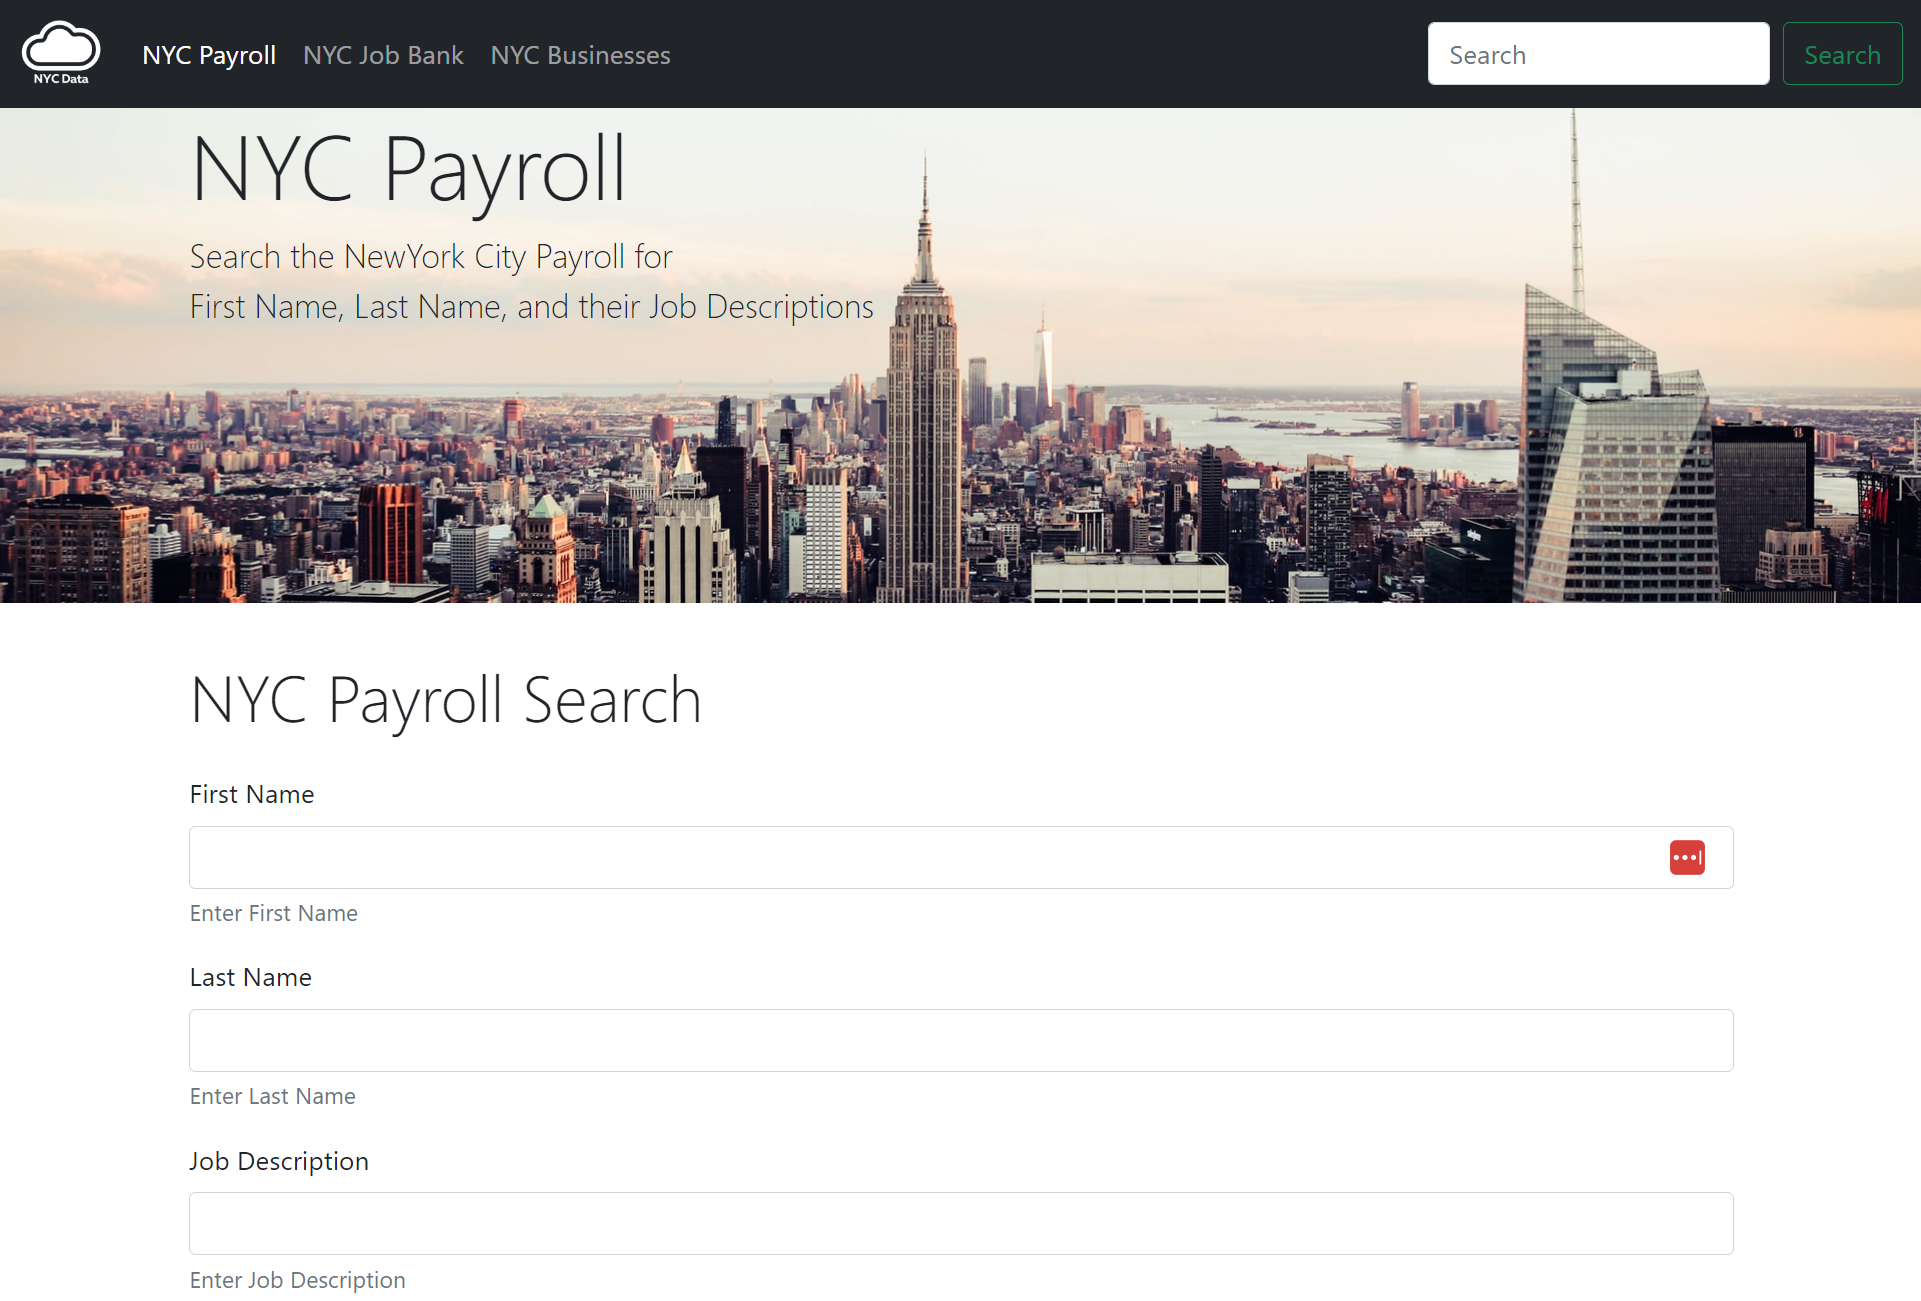 NYC Data
NYC Payroll
NYC Job Bank
NYC Businesses
Search
Search
NYC Payroll
Search the NewYork City Payroll for
First Name, Last Name, and their Job Descriptions
NYC Payroll Search
First Name
Enter First Name
Last Name
Enter Last Name
Job Description
Enter Job Description